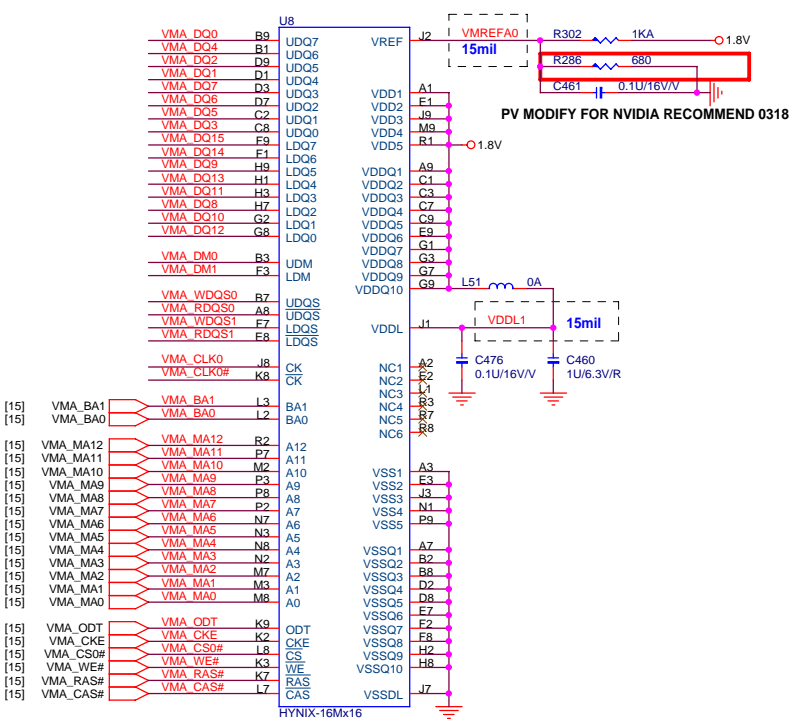 U8
VMA_DQ0 B9 UDQ7 VREF J2 VMREFA0 R302 1KA 1.8V
VMA_DQ4 B1 UDQ6 15mil
VMA_DQ2 D9 UDQ5 R286 680
VMA_DQ1 D1 UDQ4
VMA_DQ7 D3 UDQ3 VDD1 A1 C461 0.1U/16V/V
VMA_DQ6 D7 UDQ2 VDD2 E1
PV MODIFY FOR NVIDIA RECOMMEND 0318
VMA_DQ5 C2 UDQ1 VDD3 J9
VMA_DQ3 C8 UDQ0 VDD4 M9
VMA_DQ15 F9 LDQ7 VDD5 R1 1.8V
VMA_DQ14 F1 LDQ6
VMA_DQ9 H9 LDQ5 VDDQ1 A9
VMA_DQ13 H1 LDQ4 VDDQ2 C1
VMA_DQ11 H3 LDQ3 VDDQ3 C3
VMA_DQ8 H7 LDQ2 VDDQ4 C7
VMA_DQ10 G2 LDQ1 VDDQ5 C9
VMA_DQ12 G8 LDQ0 VDDQ6 E9
VDDQ7 G1
VMA_DM0 B3 UDM VDDQ8 G3
VMA_DM1 F3 LDM VDDQ9 G7
VDDQ10 G9 L51 0A
VMA_WDQS0 B7 UDQS
VMA_RDQS0 A8 UDQS
VMA_WDQS1 F7 LDQS VDDL J1 VDDL1 15mil
VMA_RDQS1 E8 LDQS
VMA_CLK0 J8 CK NC1 A2 C476 C460
VMA_CLK0# K8 CK NC2 E2 0.1U/16V/V 1U/6.3V/R
NC3 L1
[15] VMA_BA1 VMA_BA1 L3 BA1 NC4 R3
[15] VMA_BA0 VMA_BA0 L2 BA0 NC5 R7
NC6 R8
[15] VMA_MA12 VMA_MA12 R2 A12
[15] VMA_MA11 VMA_MA11 P7 A11
[15] VMA_MA10 VMA_MA10 M2 A10 VSS1 A3
[15] VMA_MA9 VMA_MA9 P3 A9 VSS2 E3
[15] VMA_MA8 VMA_MA8 P8 A8 VSS3 J3
[15] VMA_MA7 VMA_MA7 P2 A7 VSS4 N1
[15] VMA_MA6 VMA_MA6 N7 A6 VSS5 P9
[15] VMA_MA5 VMA_MA5 N3 A5
[15] VMA_MA4 VMA_MA4 N8 A4 VSSQ1 A7
[15] VMA_MA3 VMA_MA3 N2 A3 VSSQ2 B2
[15] VMA_MA2 VMA_MA2 M7 A2 VSSQ3 B8
[15] VMA_MA1 VMA_MA1 M3 A1 VSSQ4 D2
[15] VMA_MA0 VMA_MA0 M8 A0 VSSQ5 D8
VSSQ6 E7
[15] VMA_ODT VMA_ODT K9 ODT VSSQ7 F2
[15] VMA_CKE VMA_CKE K2 CKE VSSQ8 F8
[15] VMA_CS0# VMA_CS0# L8 CS VSSQ9 H2
[15] VMA_WE# VMA_WE# K3 WE VSSQ10 H8
[15] VMA_RAS# VMA_RAS# K7 RAS
[15] VMA_CAS# VMA_CAS# L7 CAS VSSDL J7
HYNIX-16Mx16